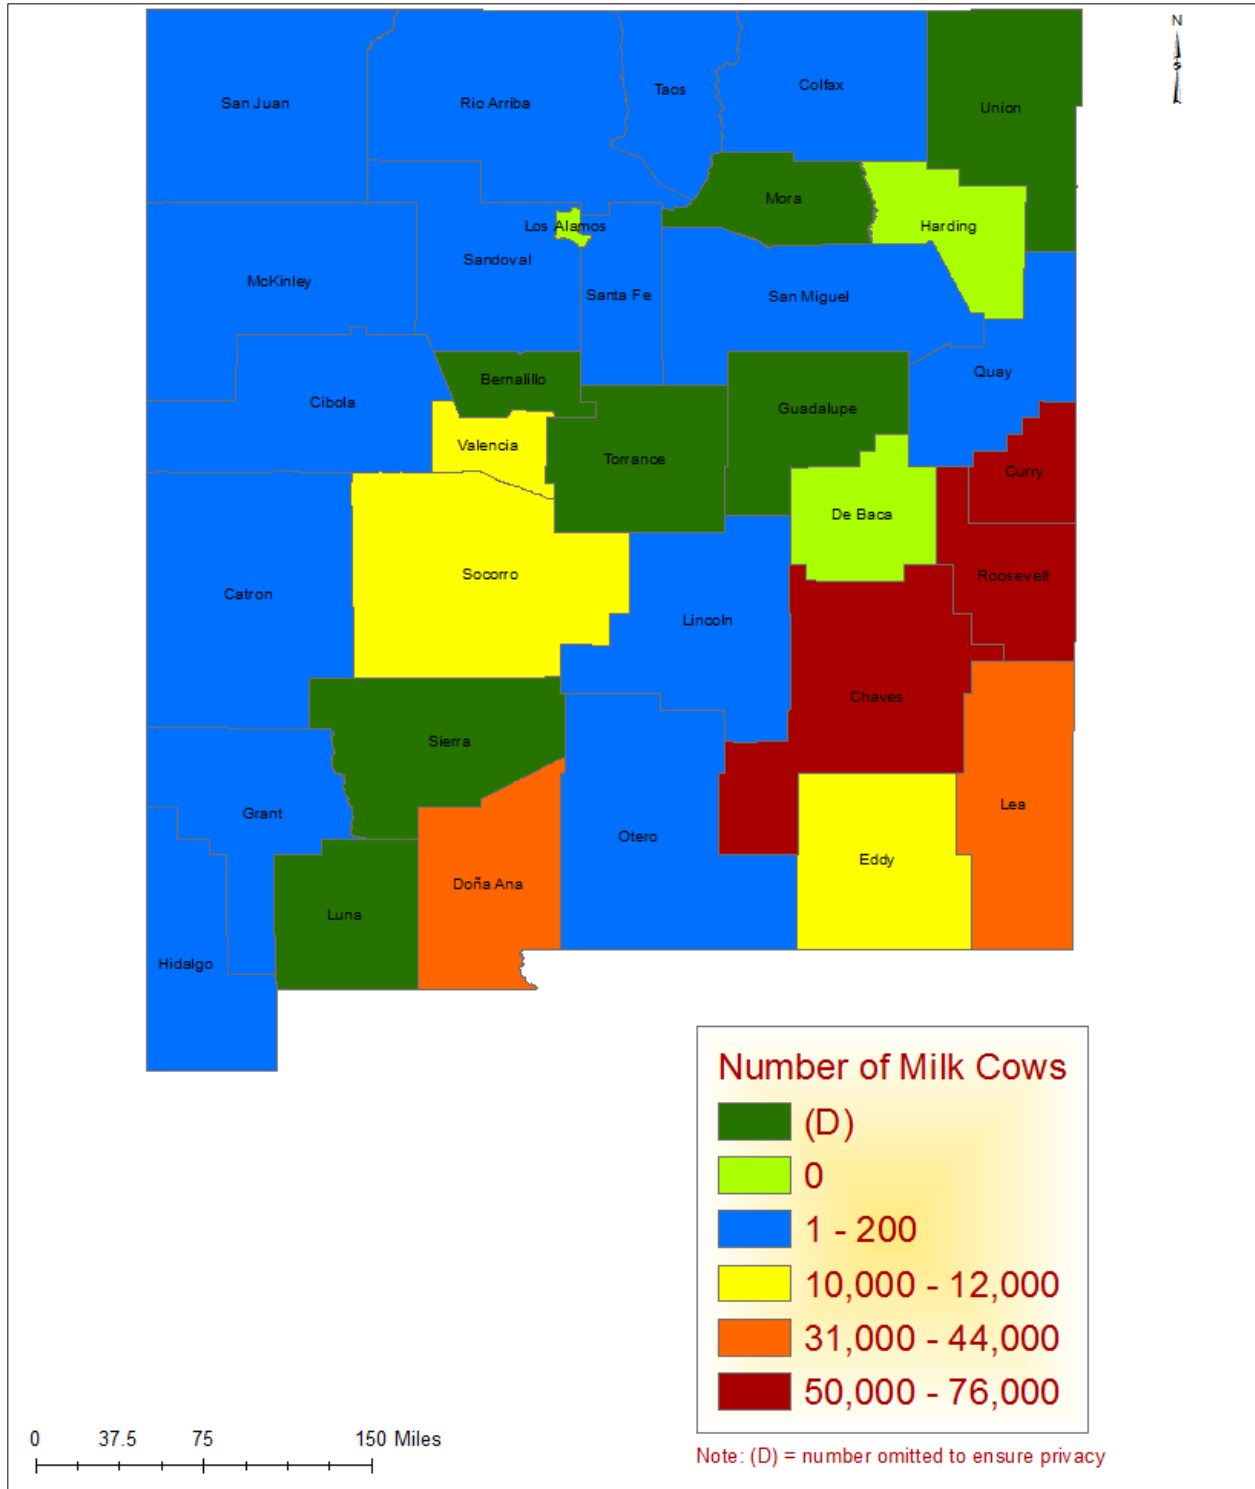 N
S
San Juan
Rio Arriba
Taos
Colfax
Union
Mora
Harding
Los Alamos
Sandoval
McKinley
Santa Fe
San Miguel
Quay
Bernalillo
Cibola
Guadalupe
Valencia
Torrance
Curry
De Baca
Socorro
Roosevelt
Catron
Lincoln
Chaves
Sierra
Lea
Grant
Otero
Eddy
Doña Ana
Luna
Hidalgo
Number of Milk Cows
(D)
0
1 - 200
10,000 - 12,000
31,000 - 44,000
50,000 - 76,000
Note: (D) = number omitted to ensure privacy
0 37.5 75 150 Miles